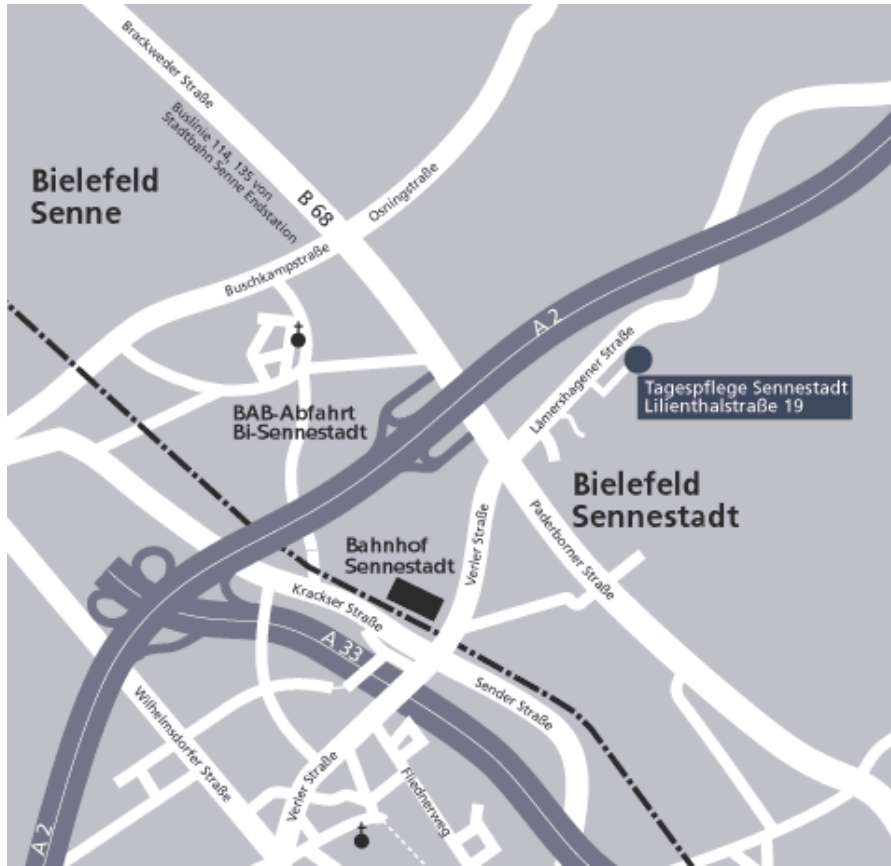 Brackweder Straße
Buslinie 114, 135 von
Stadtbahn Senne Endstation
Bielefeld
Senne
B 68
Osningstraße
Buschkampstraße
A 2
Lämershagener Straße
Tagespflege Sennestadt
Lilienthalstraße 19
BAB-Abfahrt
Bi-Sennestadt
Bielefeld
Sennestadt
Verler Straße
Paderborner Straße
Bahnhof
Sennestadt
Krackser Straße
A 33
Sender Straße
Wilhelmsdorfer Straße
Verler Straße
Fliednerweg
A 2